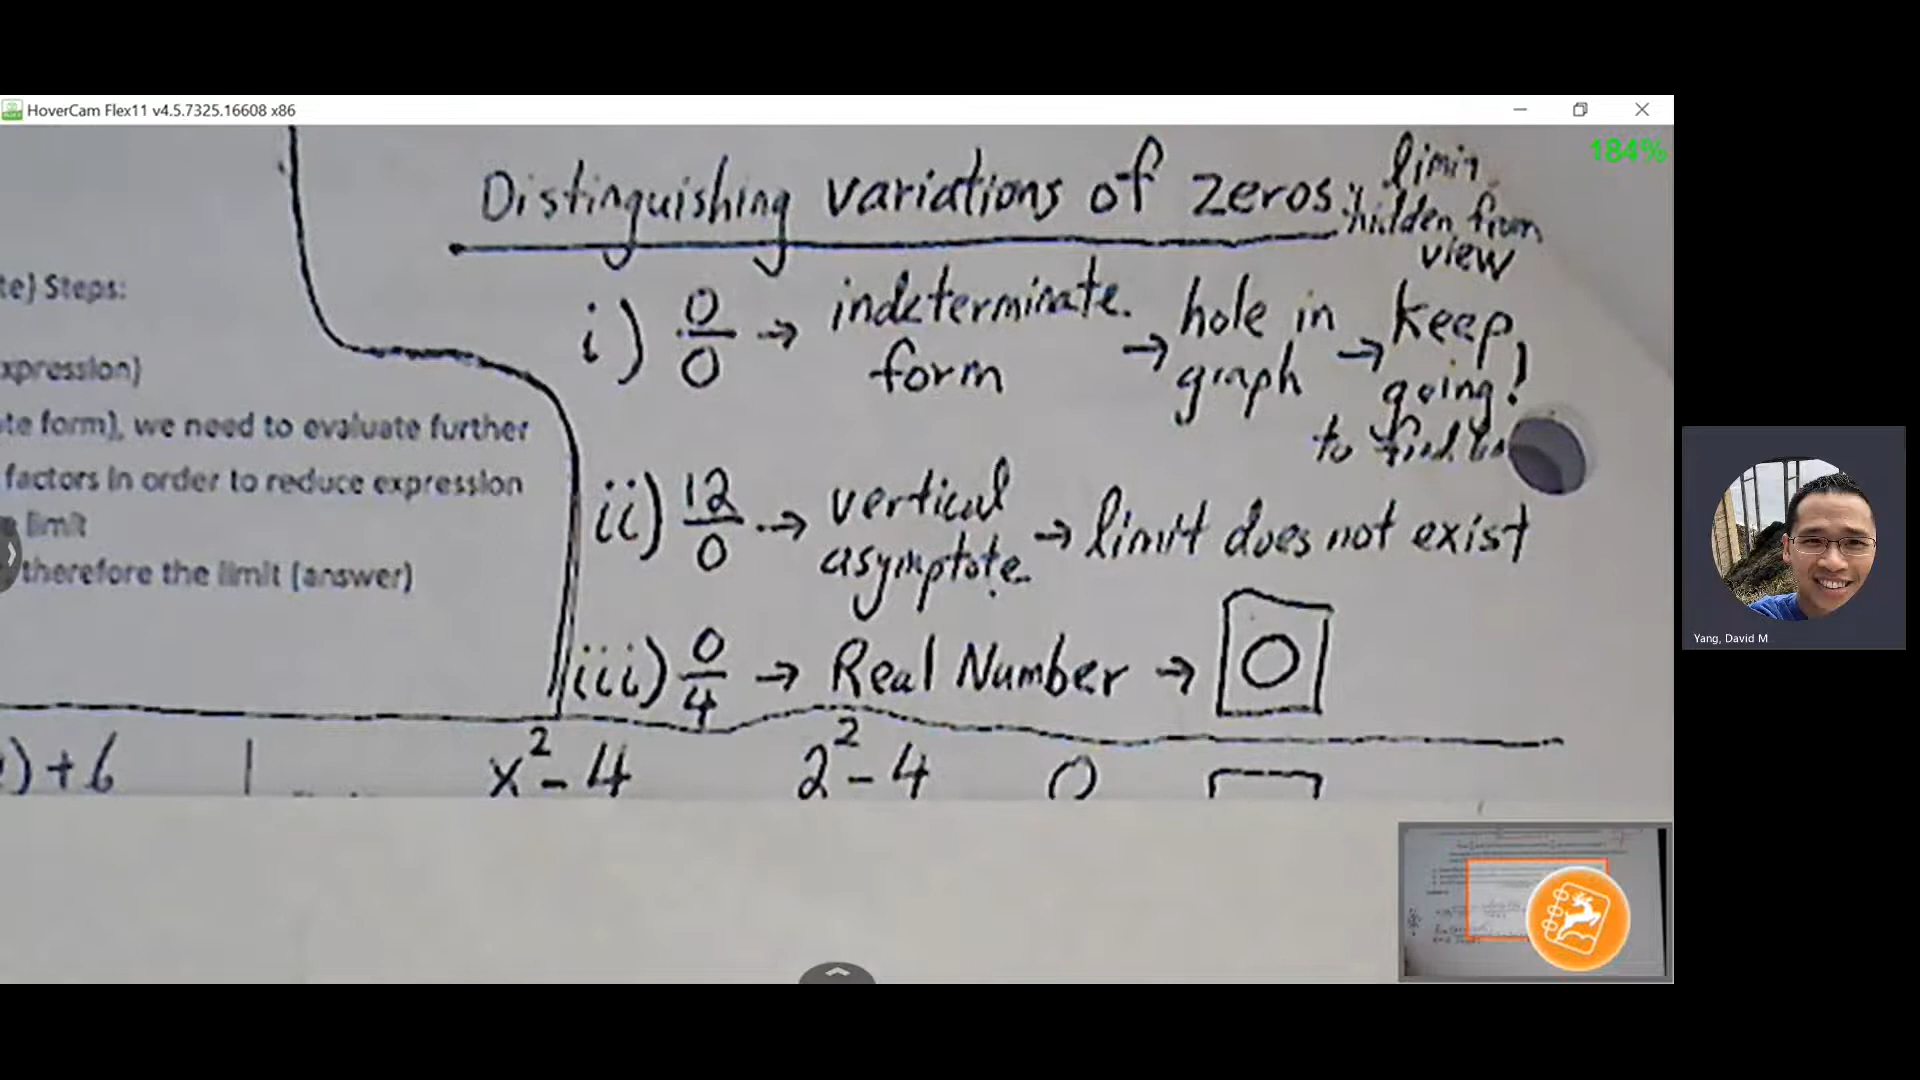 HoverCam Flex11 v4.5.7325.16608 x86
184%
Distinguishing variations of zeros:
limit
hidden from
view
i) 0/0 → indeterminate form → hole in graph → keep going!
to find
ii) 12/0 → vertical asymptote → limit does not exist
iii) 0/4 → Real Number → 0
te) Steps:
xpression)
te form), we need to evaluate further
factors in order to reduce expression
limit
therefore the limit (answer)
) + 6
x² - 4
2² - 4
0
Yang, David M